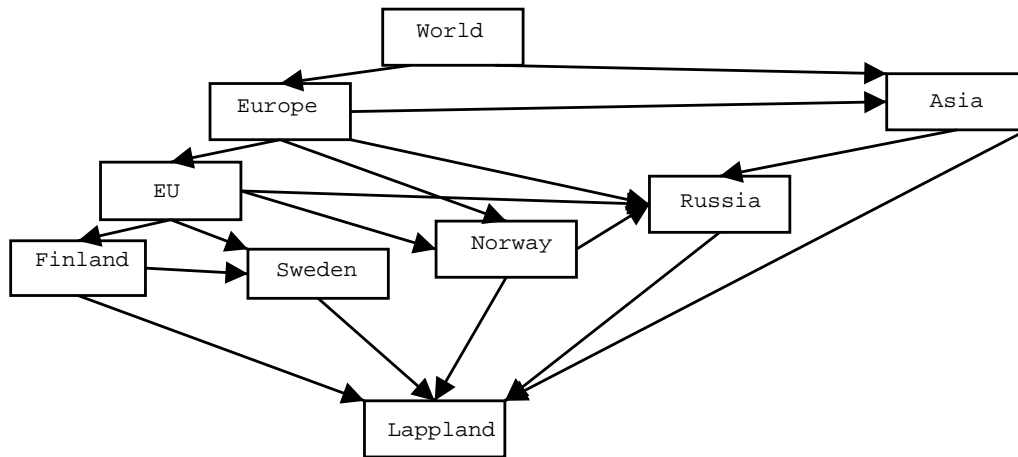 World
Europe
Asia
EU
Russia
Norway
Finland
Sweden
Lappland